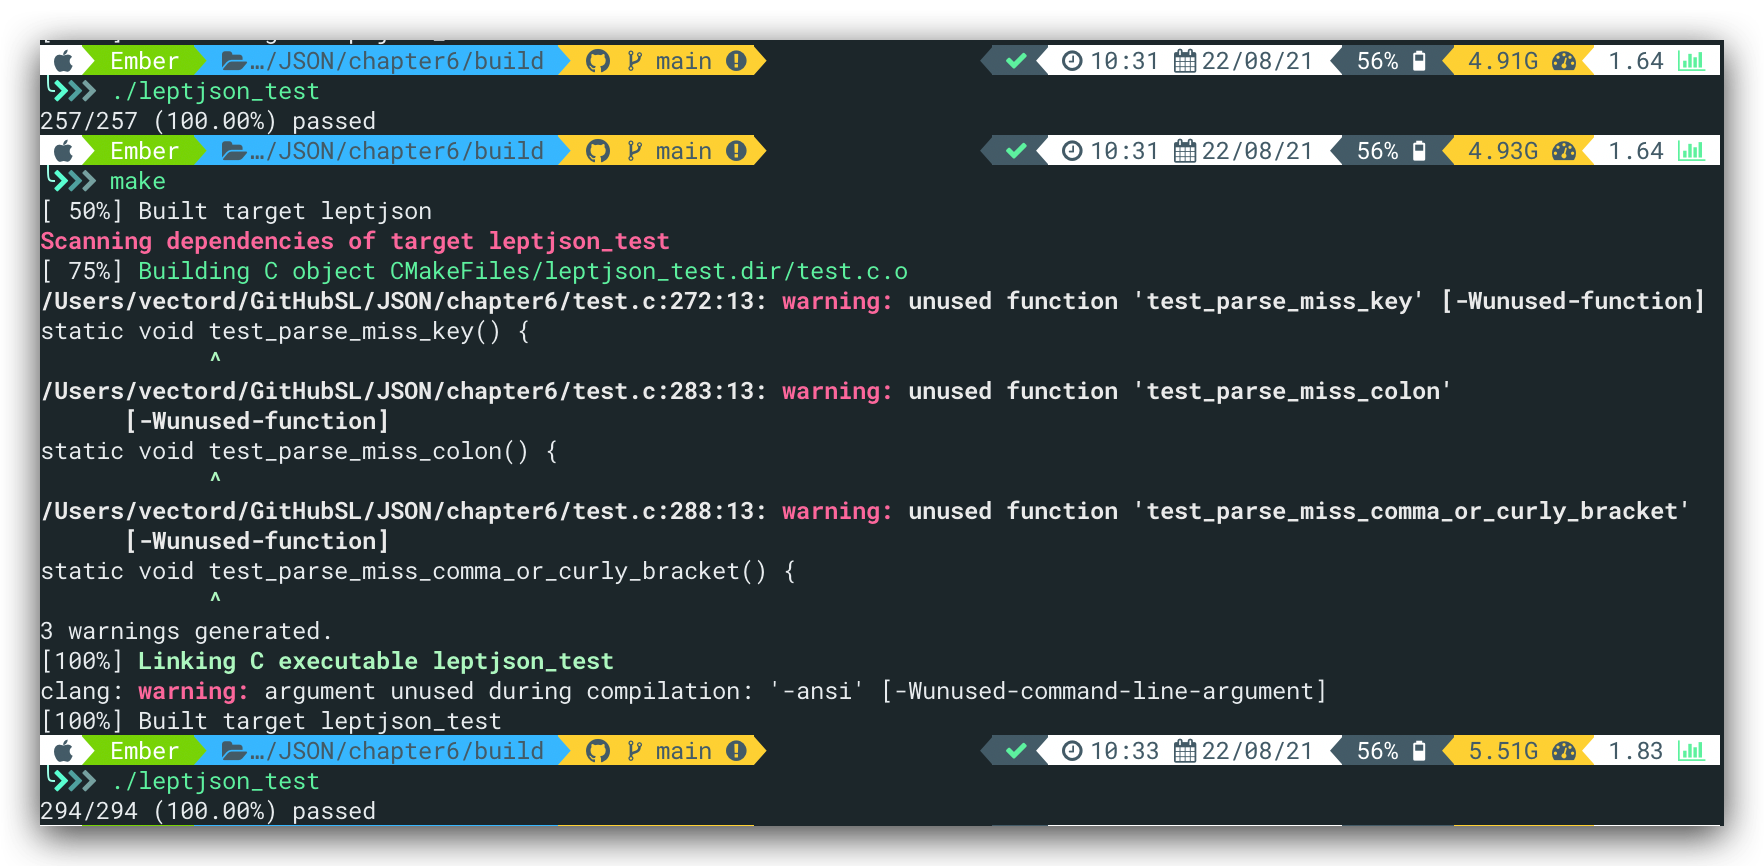 Ember …/JSON/chapter6/build main 10:31 22/08/21 56% 4.91G 1.64
./leptjson_test
257/257 (100.00%) passed
Ember …/JSON/chapter6/build main 10:31 22/08/21 56% 4.93G 1.64
make
[ 50%] Built target leptjson
Scanning dependencies of target leptjson_test
[ 75%] Building C object CMakeFiles/leptjson_test.dir/test.c.o
/Users/vectord/GitHubSL/JSON/chapter6/test.c:272:13: warning: unused function 'test_parse_miss_key' [-Wunused-function]
static void test_parse_miss_key() {
^
/Users/vectord/GitHubSL/JSON/chapter6/test.c:283:13: warning: unused function 'test_parse_miss_colon'
[-Wunused-function]
static void test_parse_miss_colon() {
^
/Users/vectord/GitHubSL/JSON/chapter6/test.c:288:13: warning: unused function 'test_parse_miss_comma_or_curly_bracket'
[-Wunused-function]
static void test_parse_miss_comma_or_curly_bracket() {
^
3 warnings generated.
[100%] Linking C executable leptjson_test
clang: warning: argument unused during compilation: '-ansi' [-Wunused-command-line-argument]
[100%] Built target leptjson_test
Ember …/JSON/chapter6/build main 10:33 22/08/21 56% 5.51G 1.83
./leptjson_test
294/294 (100.00%) passed